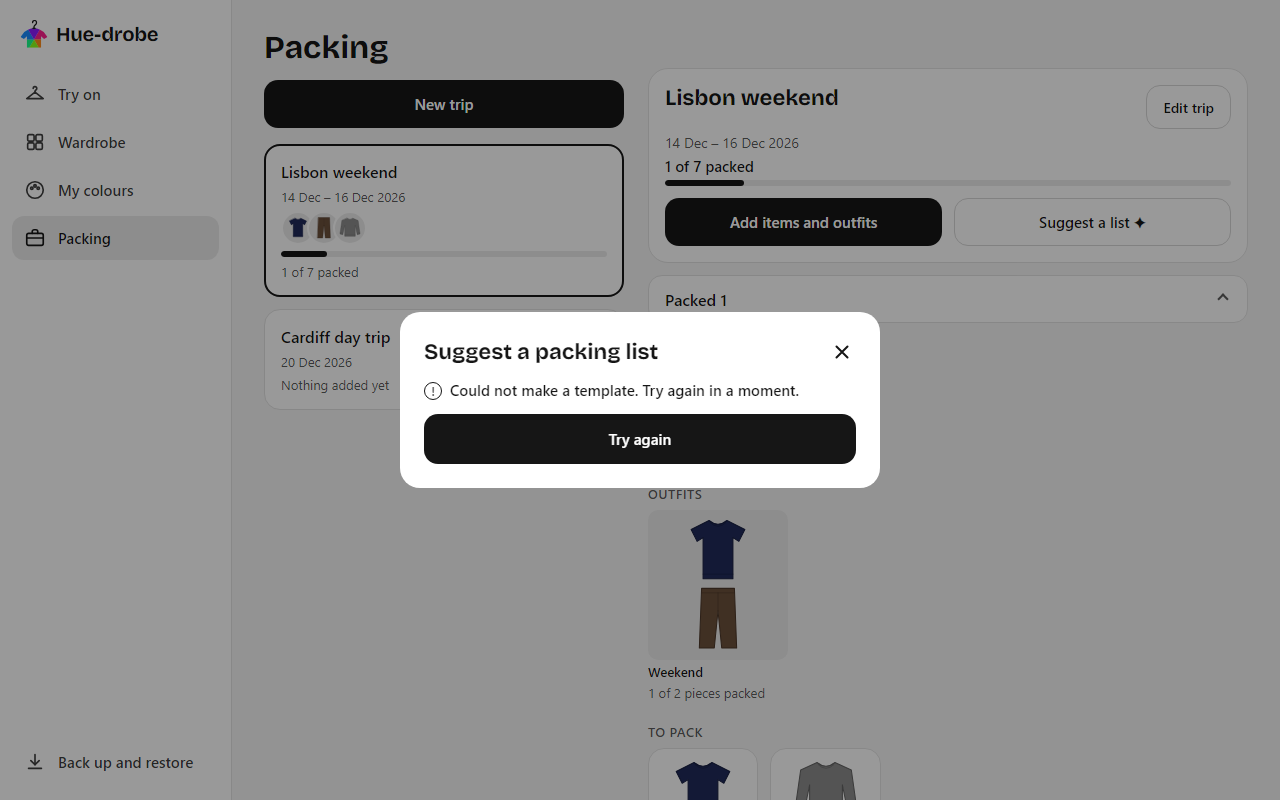 Hue-drobe
Try on
Wardrobe
My colours
Packing
Back up and restore
Packing
New trip
Lisbon weekend
14 Dec – 16 Dec 2026
1 of 7 packed
Cardiff day trip
20 Dec 2026
Nothing added yet
Lisbon weekend
Edit trip
14 Dec – 16 Dec 2026
1 of 7 packed
Add items and outfits
Suggest a list ✦
Packed 1
Suggest a packing list
Could not make a template. Try again in a moment.
Try again
OUTFITS
Weekend
1 of 2 pieces packed
TO PACK